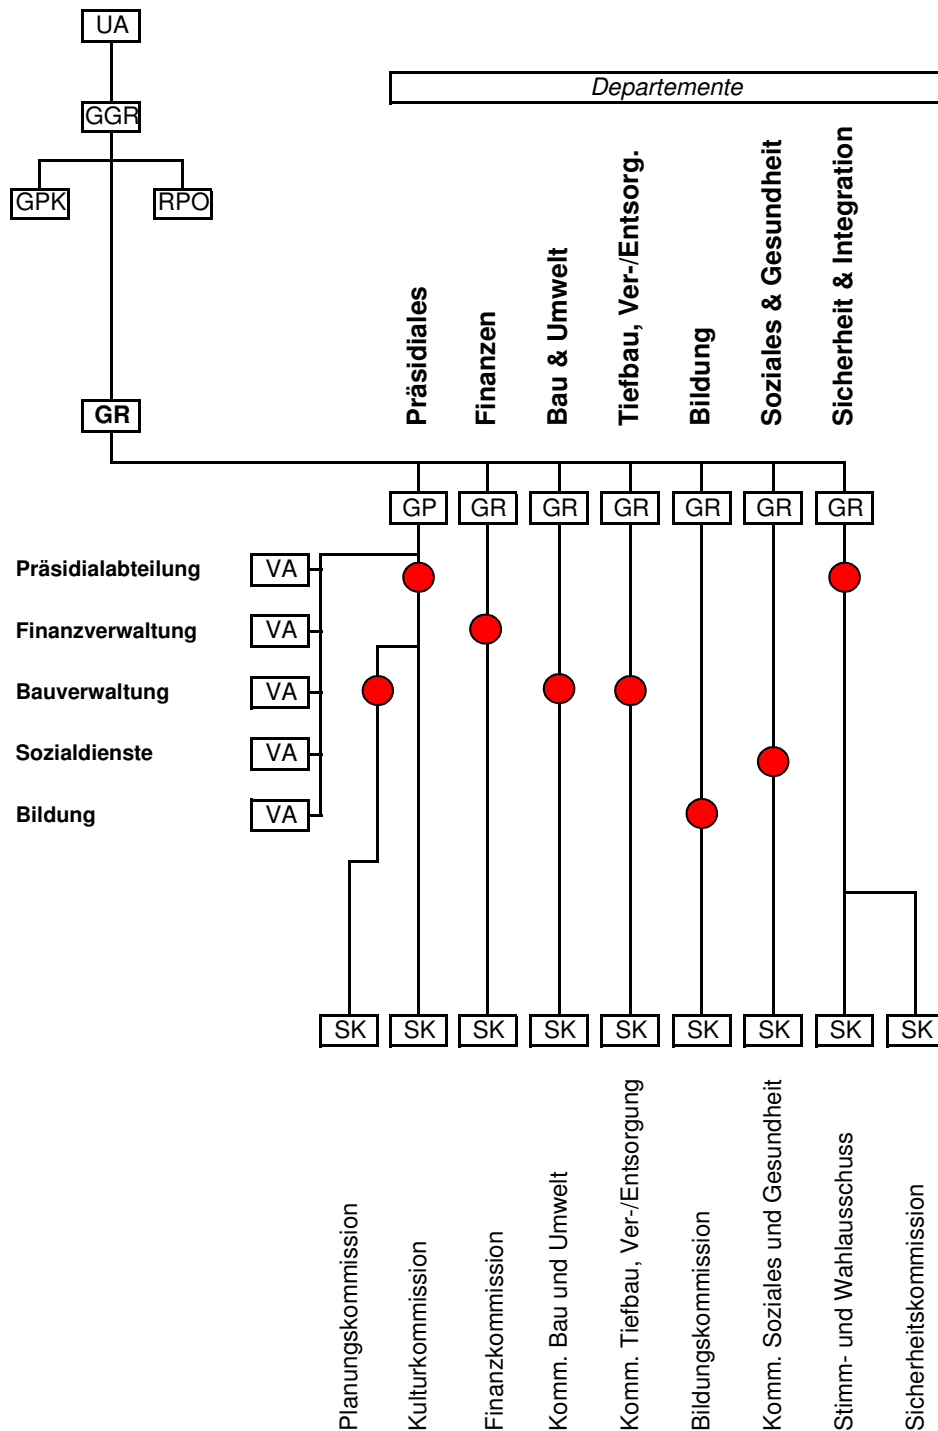 UA
Departemente
GGR
GPK
RPO
Präsidiales
Finanzen
Bau & Umwelt
Tiefbau, Ver-/Entsorg.
Bildung
Soziales & Gesundheit
Sicherheit & Integration
GR
GP
GR
GR
GR
GR
GR
GR
Präsidialabteilung
VA
Finanzverwaltung
VA
Bauverwaltung
VA
Sozialdienste
VA
Bildung
VA
SK
SK
SK
SK
SK
SK
SK
SK
SK
Planungskommission
Kulturkommission
Finanzkommission
Komm. Bau und Umwelt
Komm. Tiefbau, Ver-/Entsorgung
Bildungskommission
Komm. Soziales und Gesundheit
Stimm- und Wahlausschuss
Sicherheitskommission